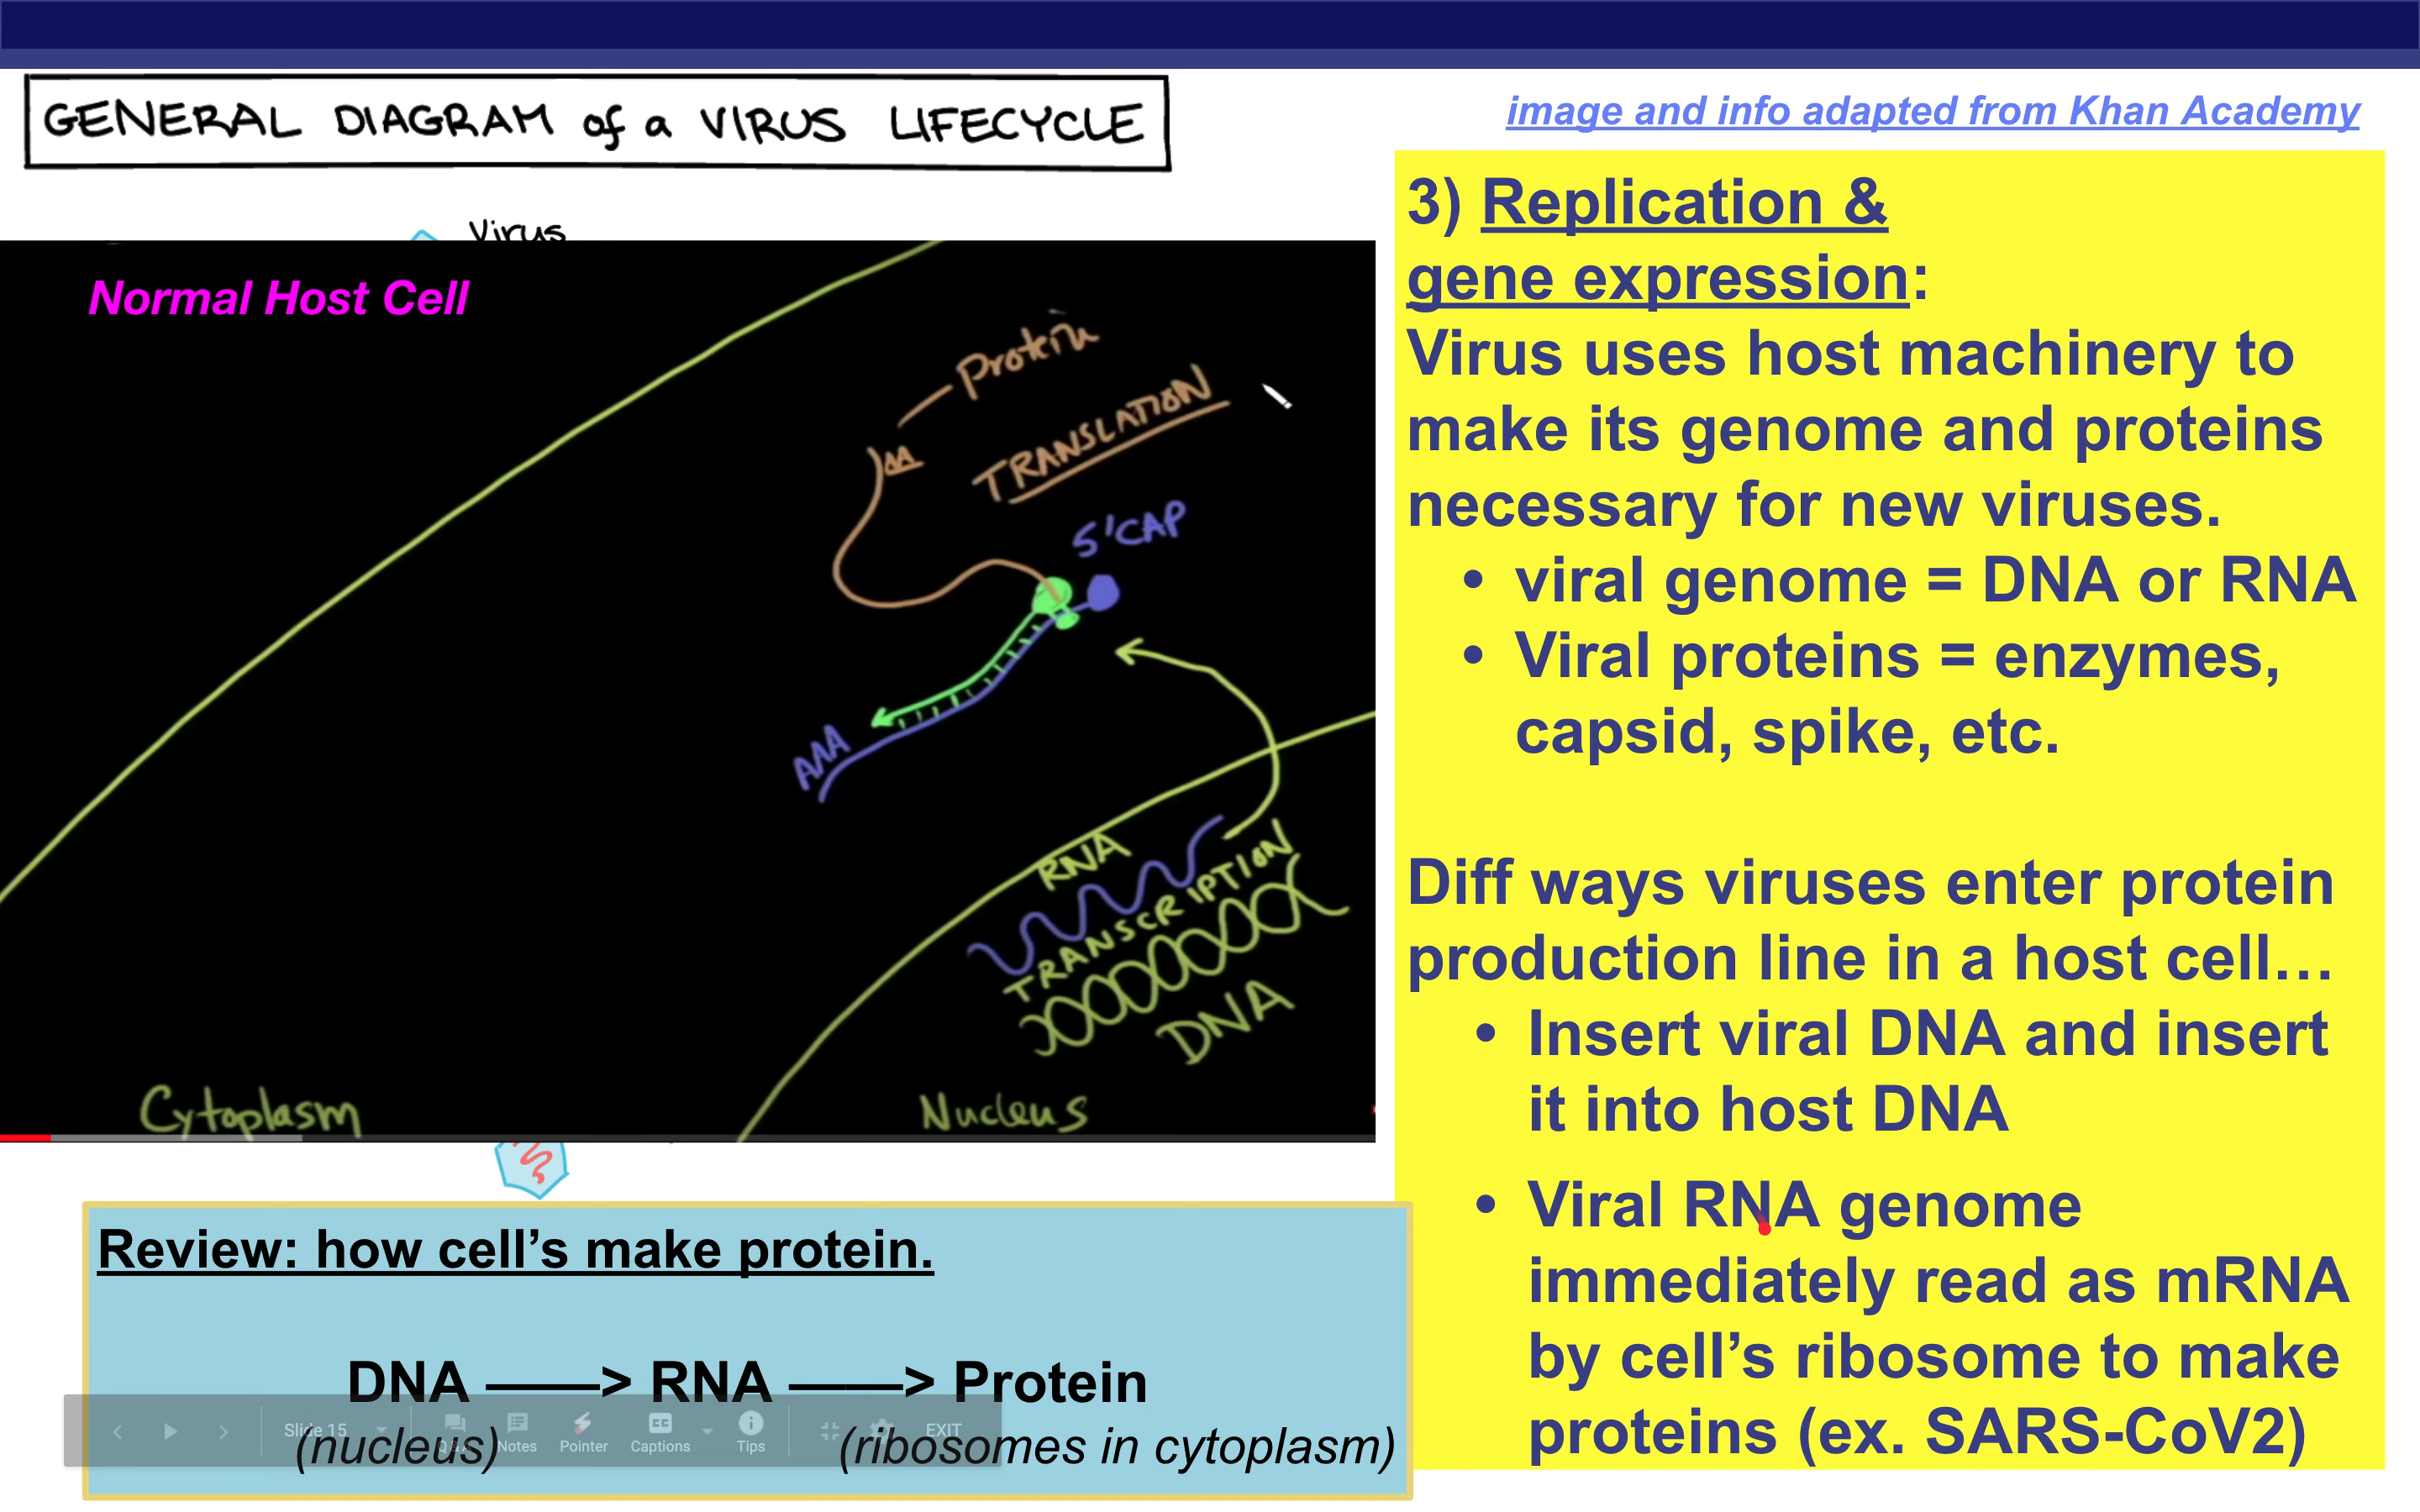 GENERAL DIAGRAM of a VIRUS LIFECYCLE
image and info adapted from Khan Academy
Virus
Normal Host Cell
Protein
TRANSLATION
5'CAP
AAA
RNA
TRANSCRIPTION
DNA
Cytoplasm
Nucleus
3) Replication &
gene expression:
Virus uses host machinery to
make its genome and proteins
necessary for new viruses.
• viral genome = DNA or RNA
• Viral proteins = enzymes,
capsid, spike, etc.
Diff ways viruses enter protein
production line in a host cell…
• Insert viral DNA and insert
it into host DNA
• Viral RNA genome
immediately read as mRNA
by cell’s ribosome to make
proteins (ex. SARS-CoV2)
Review: how cell’s make protein.
DNA ——> RNA ——> Protein
(nucleus) (ribosomes in cytoplasm)
Slide 15 Q&A Notes Pointer Captions Tips EXIT